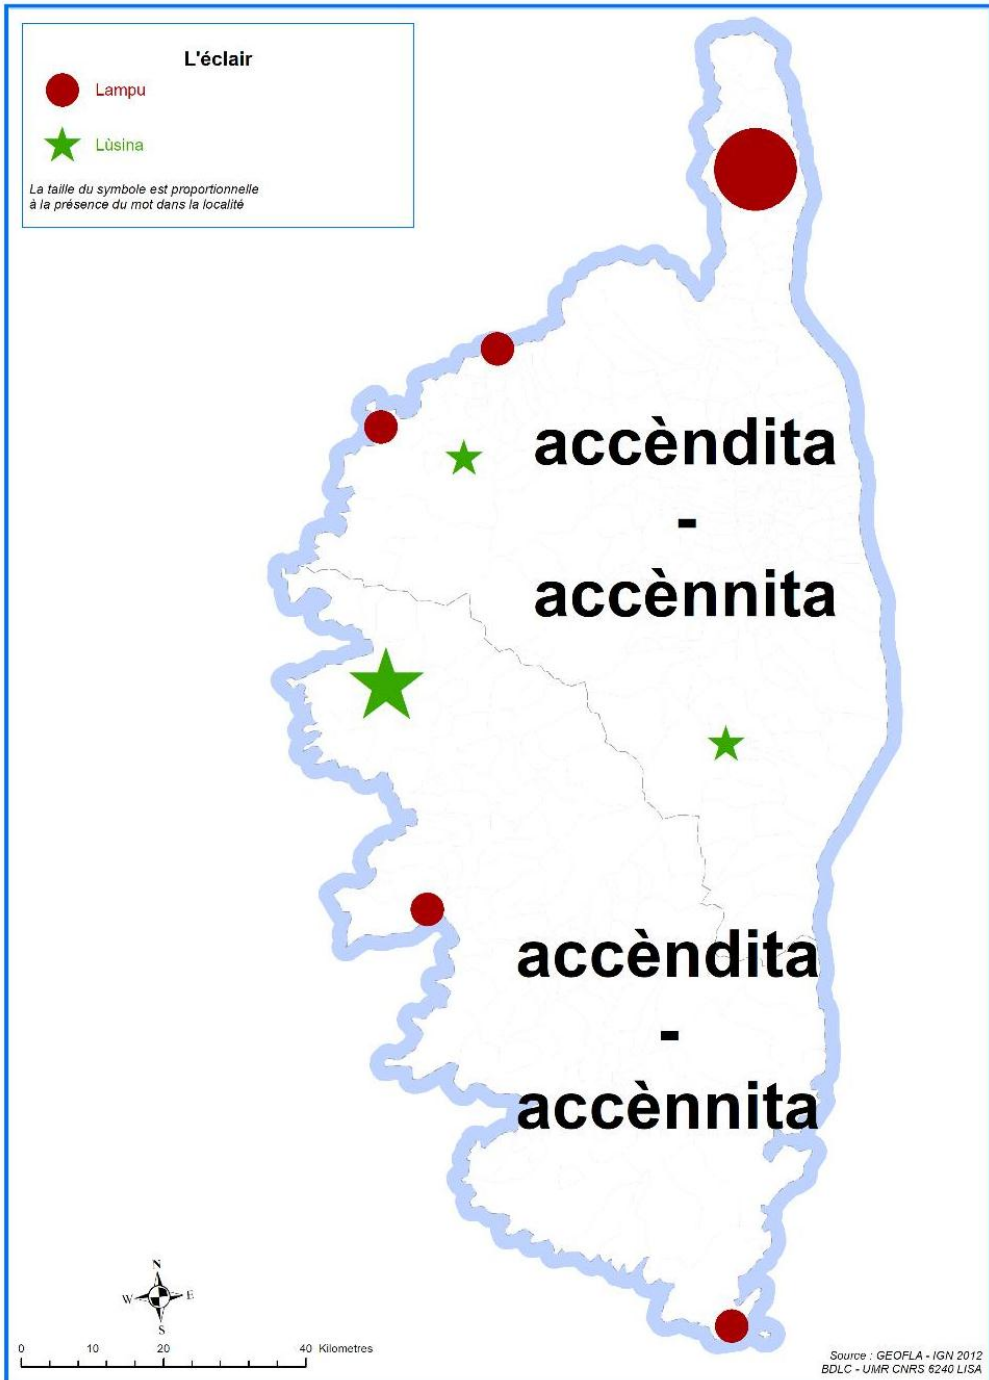 L'éclair
Lampu
Lùsina
La taille du symbole est proportionnelle
à la présence du mot dans la localité
accèndita
-
accènnita
accèndita
-
accènnita
N
W E
S
0 10 20 40 Kilometres
Source : GEOFLA - IGN 2012
BDLC - UMR CNRS 6240 LISA